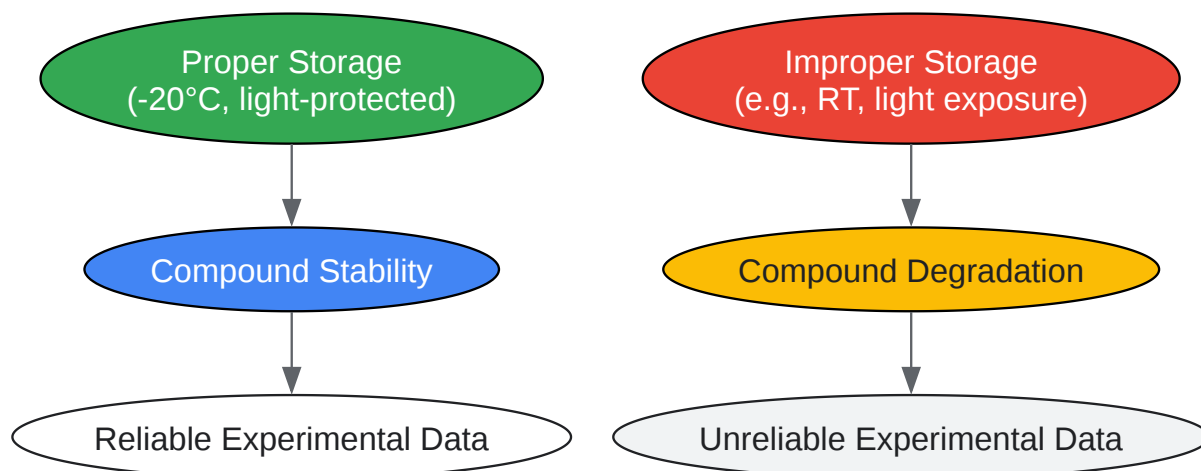 Proper Storage
(-20°C, light-protected)
Improper Storage
(e.g., RT, light exposure)
Compound Stability
Compound Degradation
Reliable Experimental Data
Unreliable Experimental Data